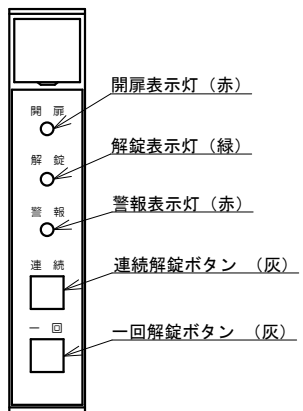 開扉表示灯（赤）
開 扉
解錠表示灯（緑）
解 錠
警報表示灯（赤）
警 報
連続解錠ボタン （灰）
連 続
一回解錠ボタン （灰）
一 回